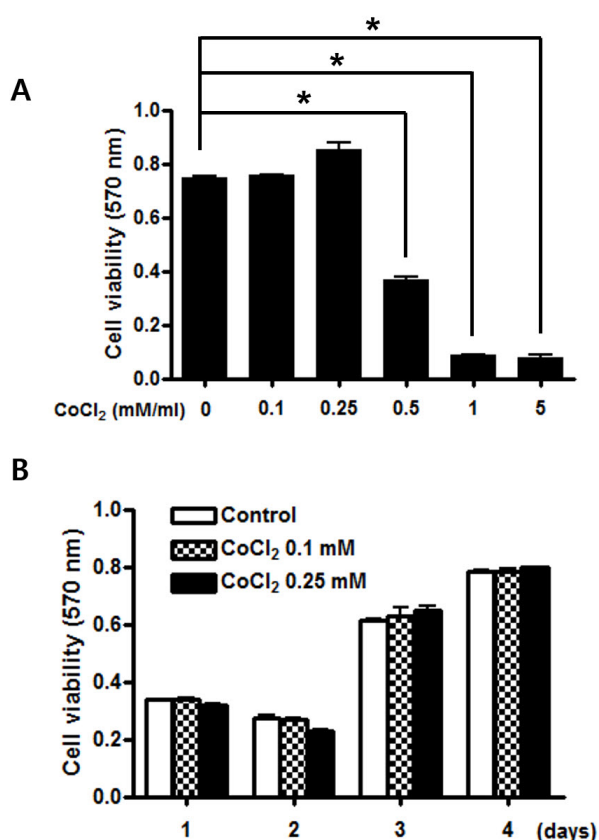 *
*
*
A
1.0
0.8
0.6
0.4
0.2
0.0
Cell viability (570 nm)
CoCl₂ (mM/ml) 0 0.1 0.25 0.5 1 5
B
1.0
0.8
0.6
0.4
0.2
0.0
Cell viability (570 nm)
Control
CoCl₂ 0.1 mM
CoCl₂ 0.25 mM
1 2 3 4 (days)